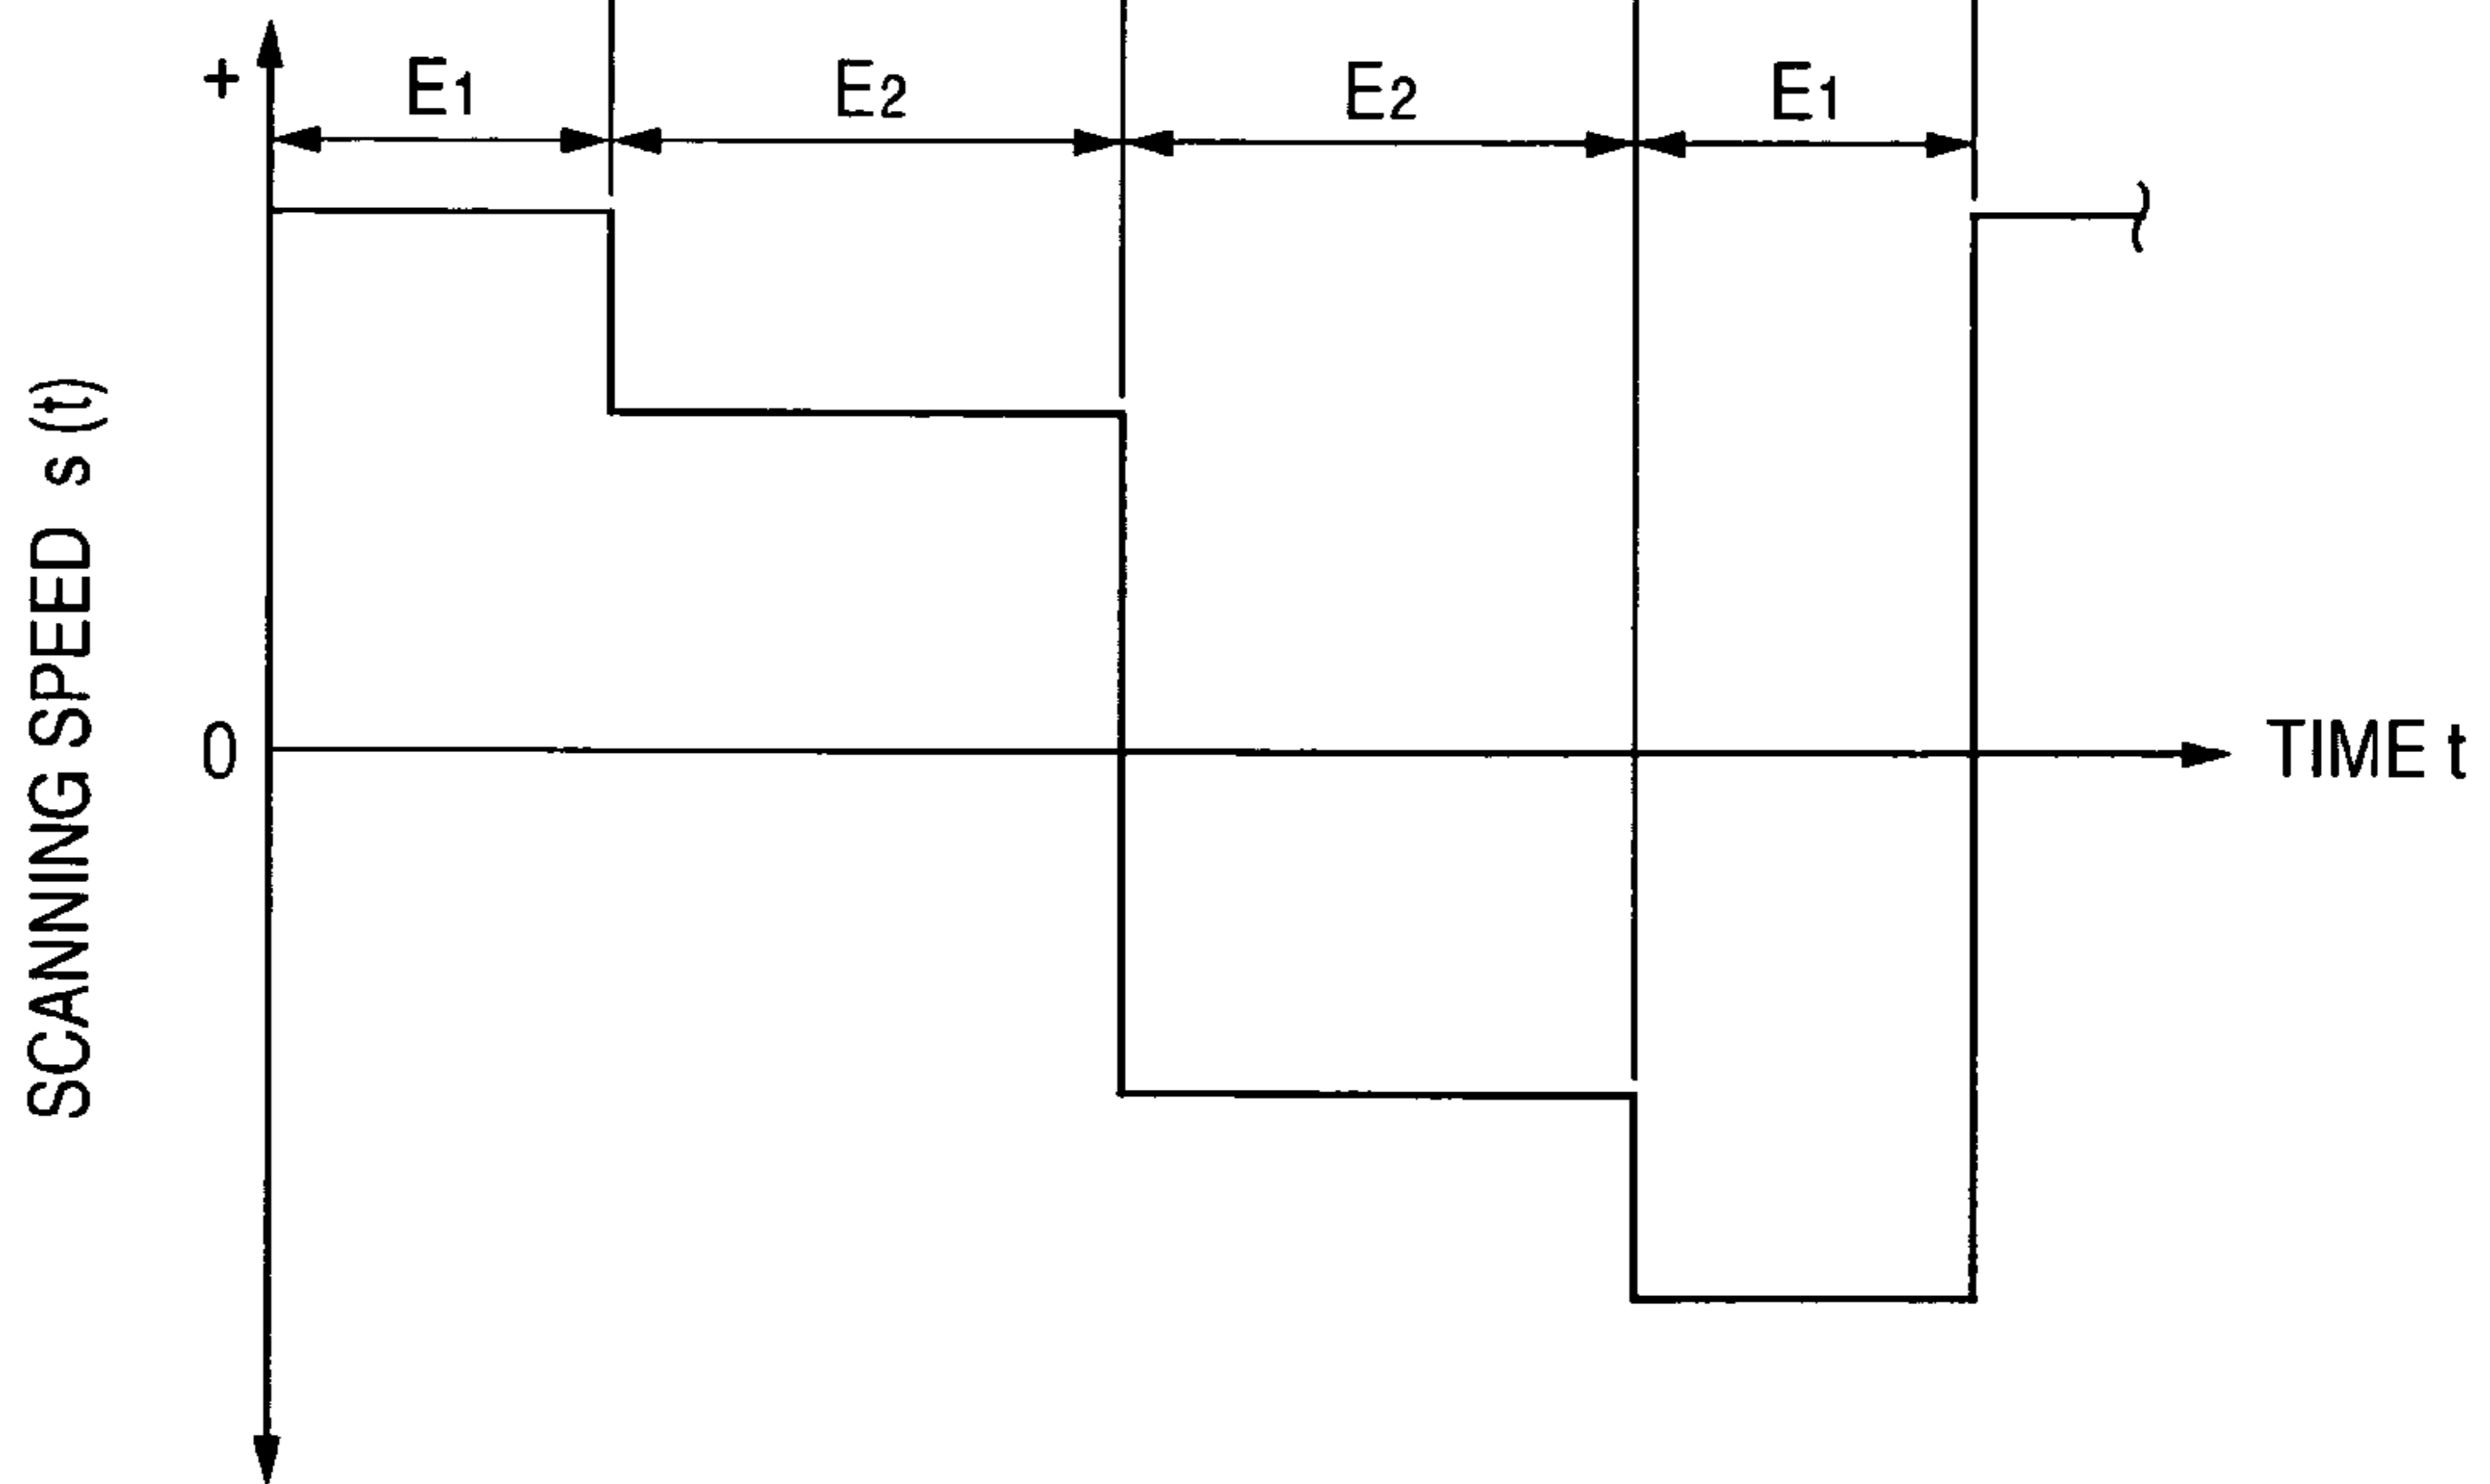 +
E1
E2
E2
E1
SCANNING SPEED s (t)
0
TIME t